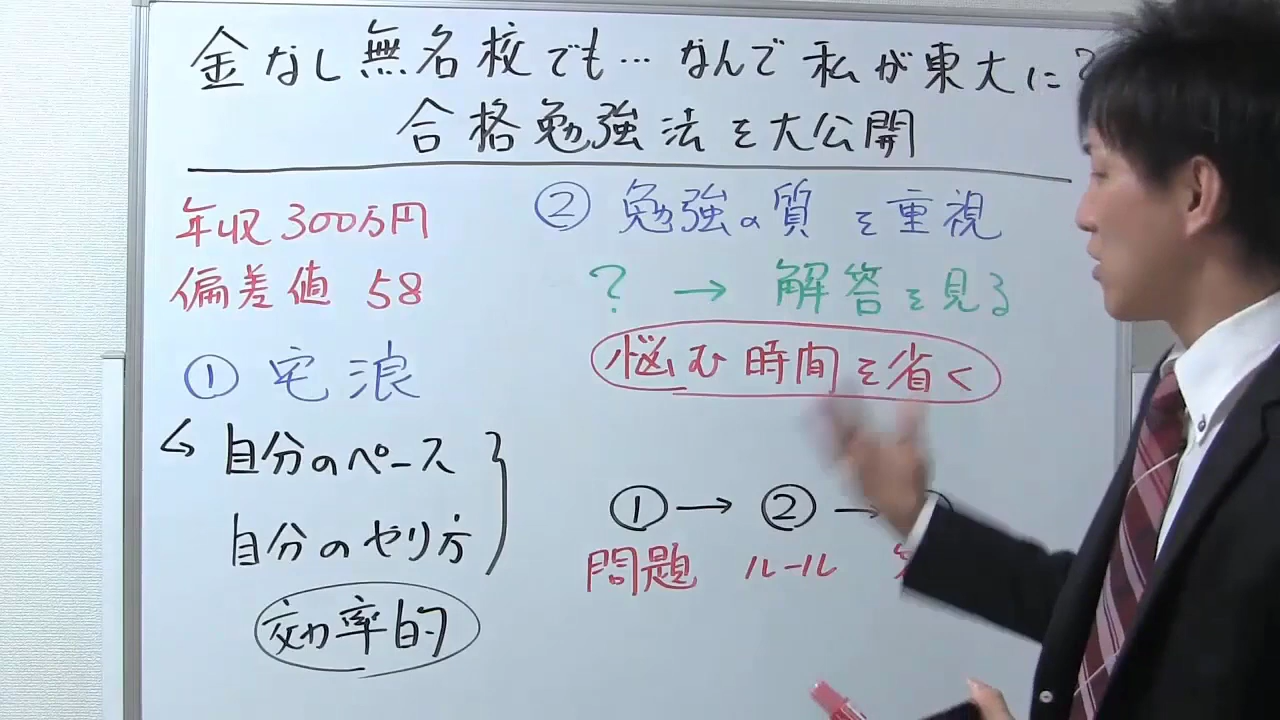 金なし無名校でも…なんで私が東大に?
合格勉強法を大公開
年収300万円
偏差値 58
① 宅浪
↳ 自分のペース
自分のやり方
効率的
② 勉強の質を重視
? → 解答を見る
悩む時間を省く
① → ② →
問題 ルール